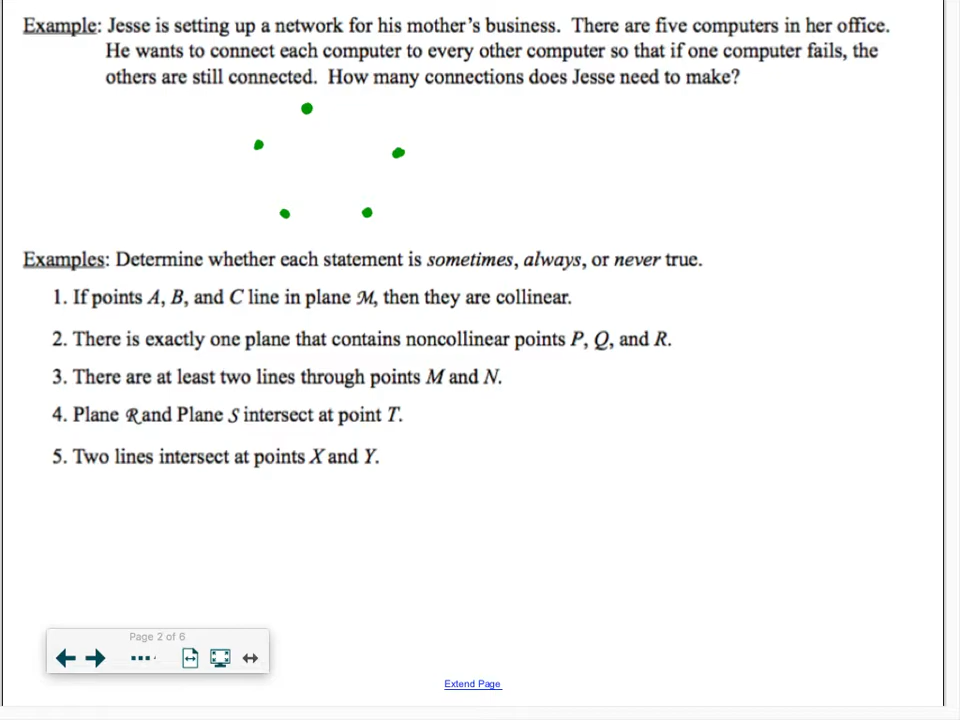 Example: Jesse is setting up a network for his mother's business. There are five computers in her office.
He wants to connect each computer to every other computer so that if one computer fails, the
others are still connected. How many connections does Jesse need to make?
Examples: Determine whether each statement is sometimes, always, or never true.
1. If points A, B, and C line in plane ℳ, then they are collinear.
2. There is exactly one plane that contains noncollinear points P, Q, and R.
3. There are at least two lines through points M and N.
4. Plane ℛ and Plane 𝒮 intersect at point T.
5. Two lines intersect at points X and Y.
Page 2 of 6
Extend Page